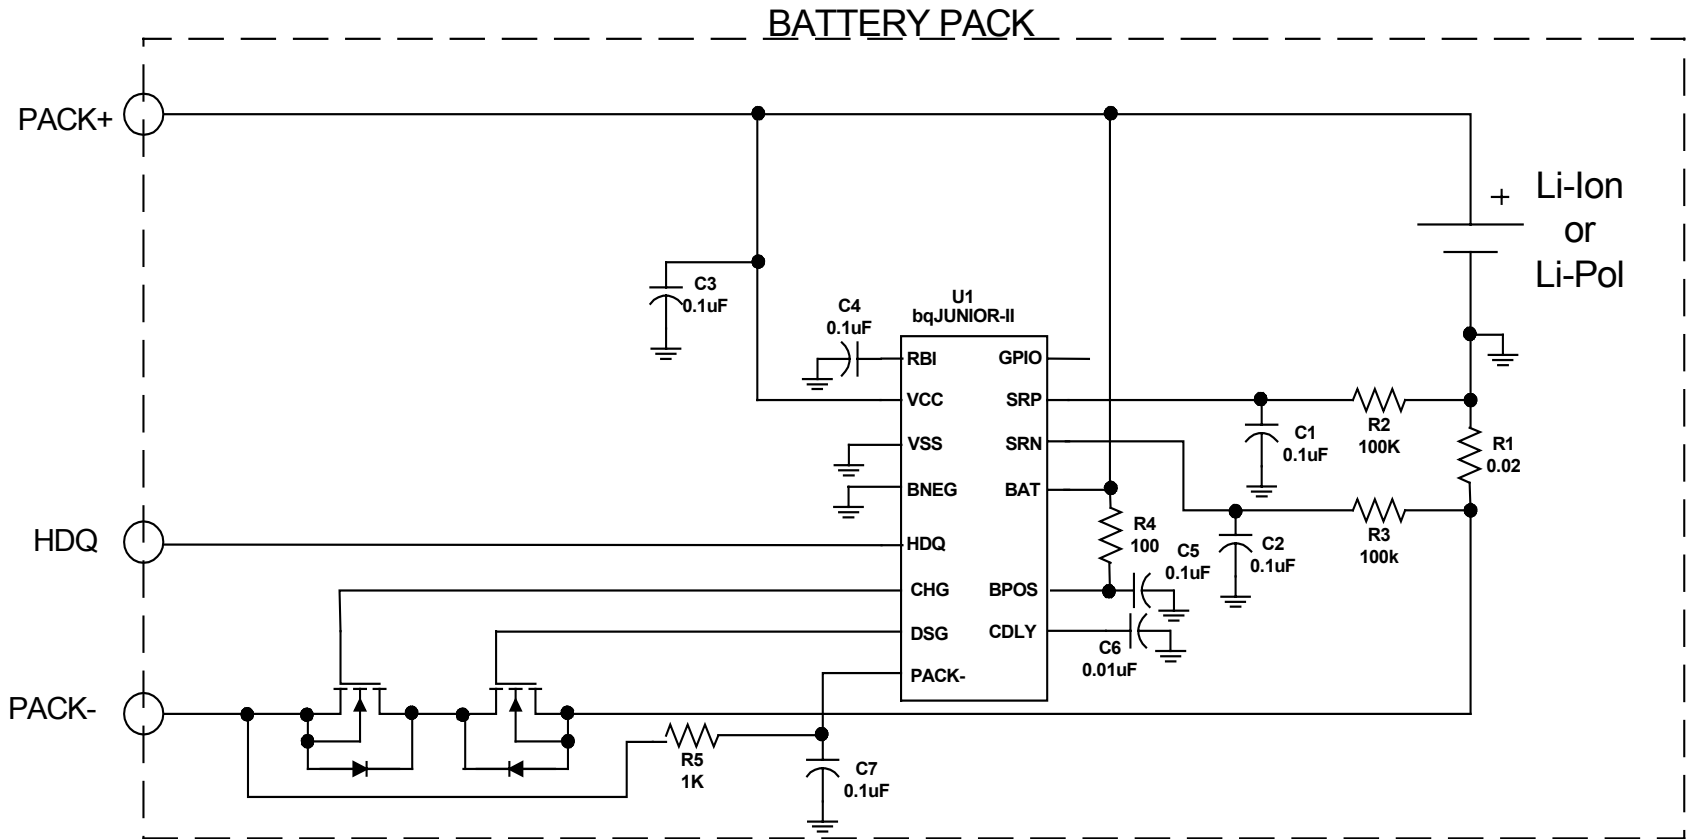 BATTERY PACK
PACK+
+
Li-Ion
or
Li-Pol
C3
0.1uF
C4
0.1uF
U1
bqJUNIOR-II
RBI
VCC
VSS
BNEG
HDQ
CHG
DSG
PACK-
GPIO
SRP
SRN
BAT
BPOS
CDLY
C1
0.1uF
R2
100K
R1
0.02
R4
100
C5
0.1uF
C2
0.1uF
R3
100k
C6
0.01uF
HDQ
PACK-
R5
1K
C7
0.1uF